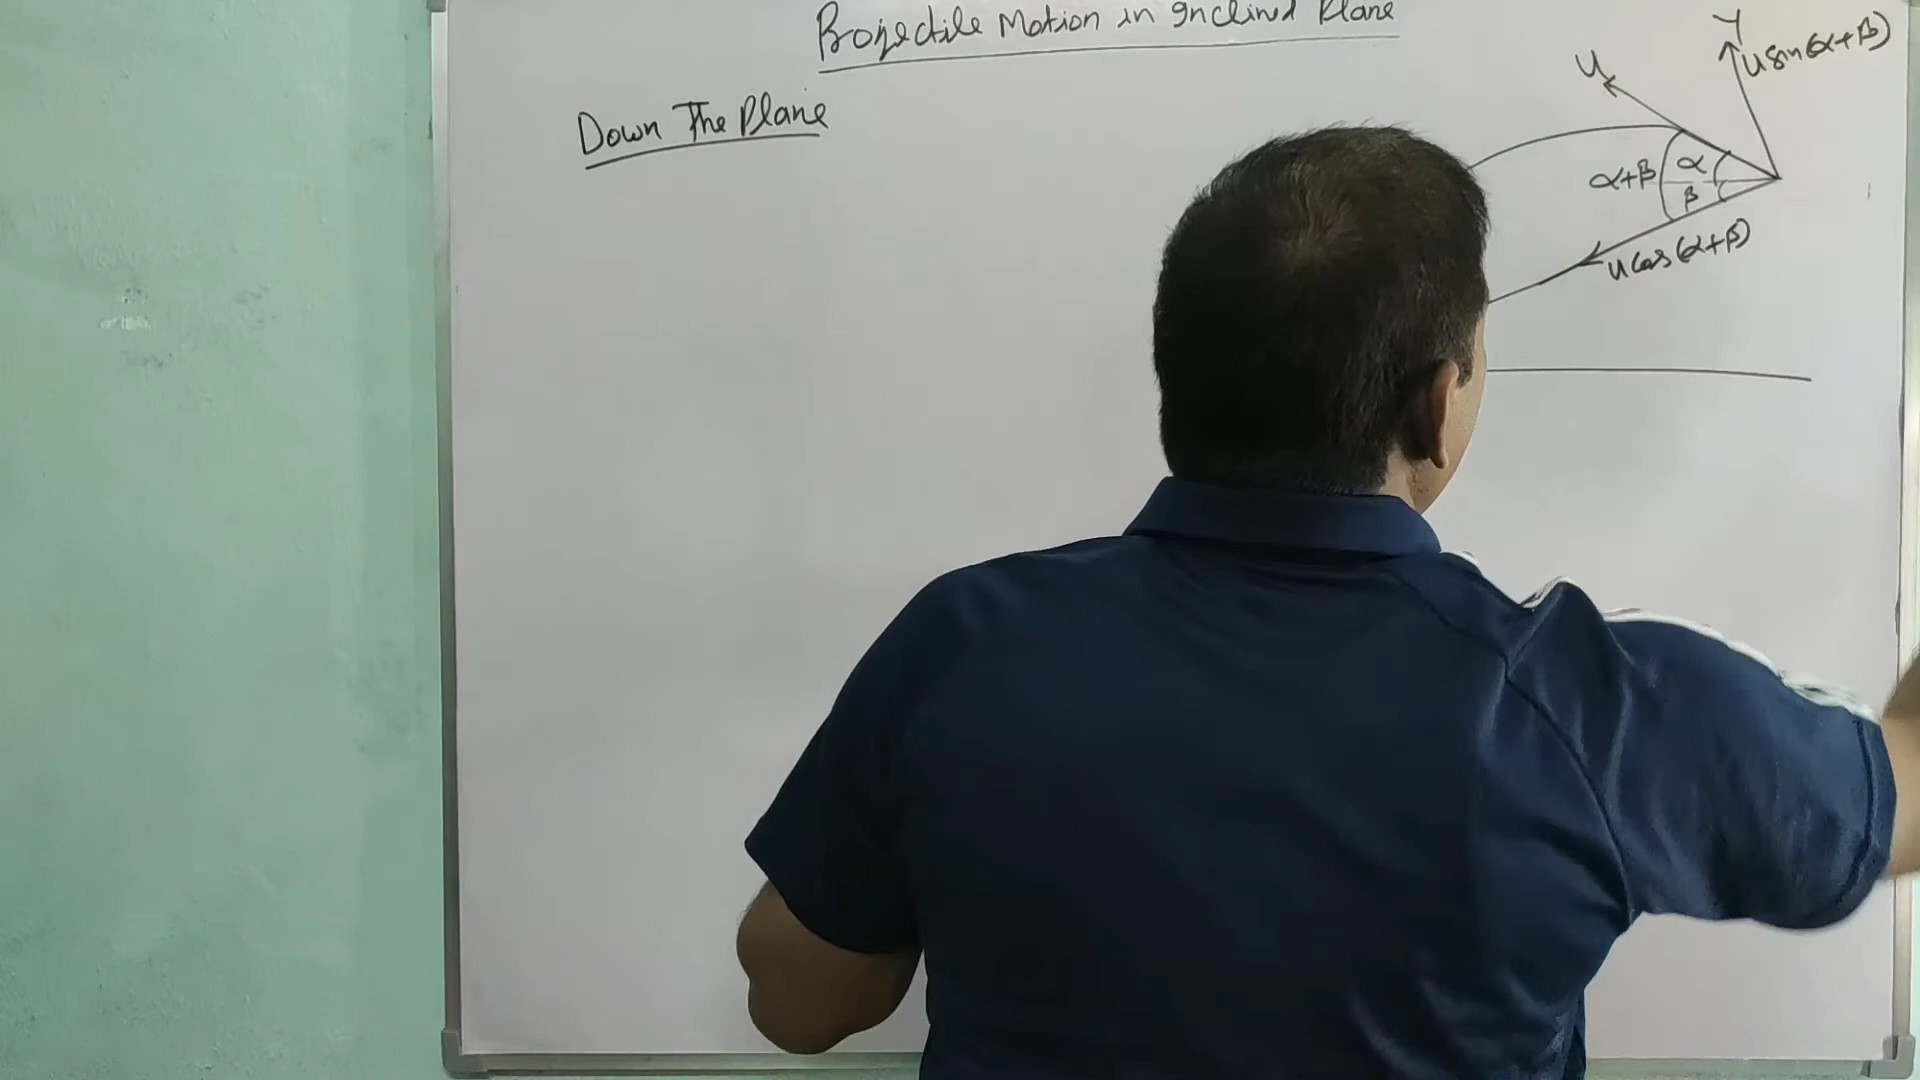 Projectile Motion in Inclined Plane
Down The Plane
Y
u
u sin(α+β)
α+β
α
β
u cos(α+β)